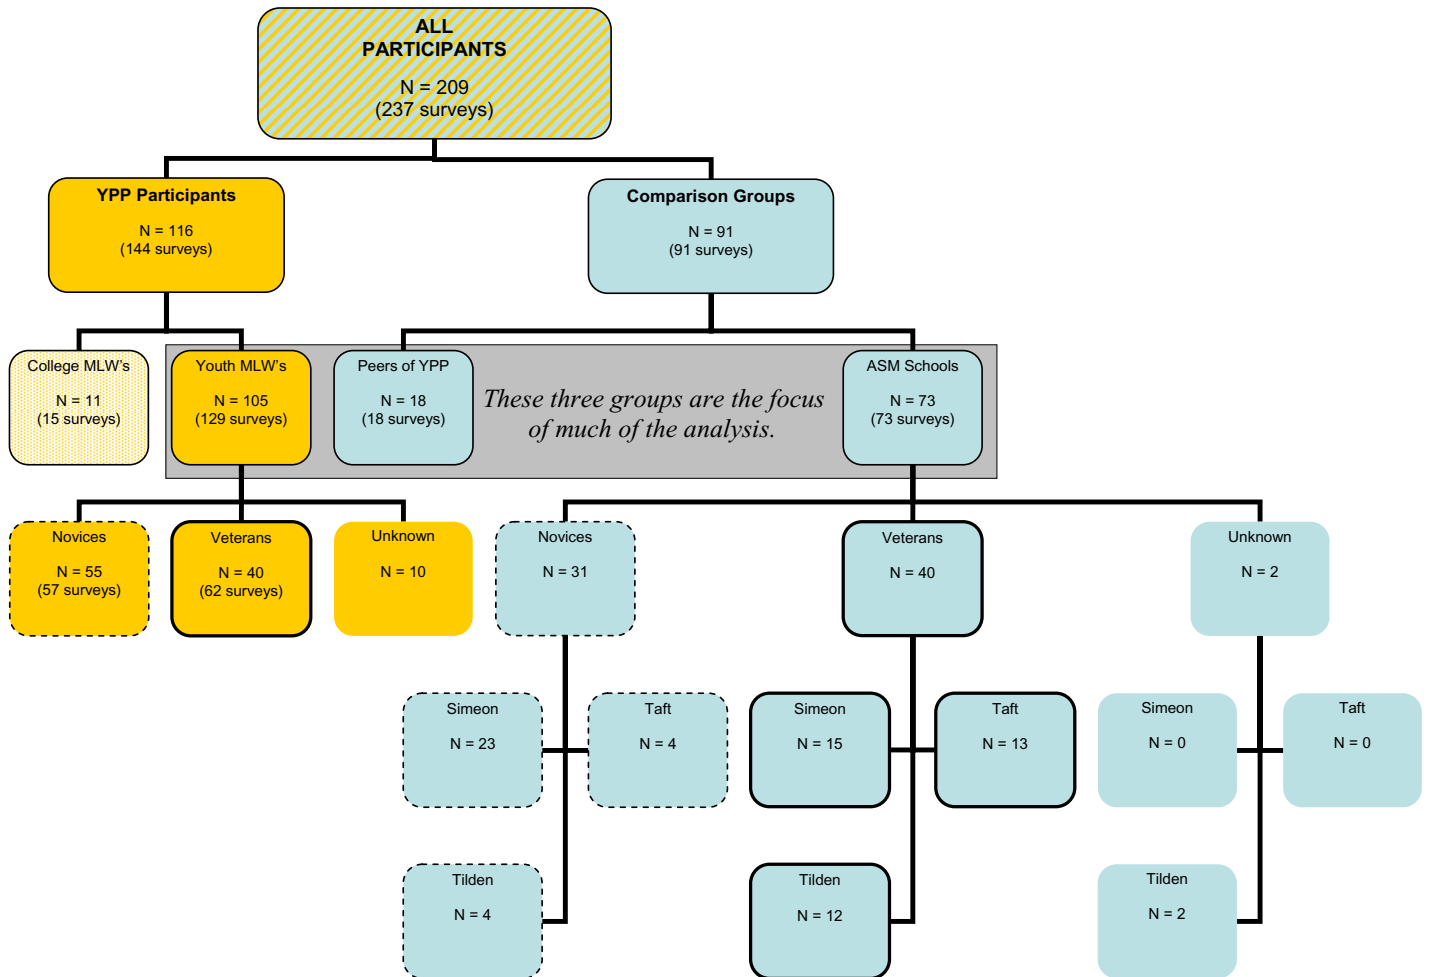 ALL
PARTICIPANTS
N = 209
(237 surveys)
YPP Participants
N = 116
(144 surveys)
Comparison Groups
N = 91
(91 surveys)
College MLW's
N = 11
(15 surveys)
Youth MLW's
N = 105
(129 surveys)
Peers of YPP
N = 18
(18 surveys)
These three groups are the focus
of much of the analysis.
ASM Schools
N = 73
(73 surveys)
Novices
N = 55
(57 surveys)
Veterans
N = 40
(62 surveys)
Unknown
N = 10
Novices
N = 31
Veterans
N = 40
Unknown
N = 2
Simeon
N = 23
Taft
N = 4
Simeon
N = 15
Taft
N = 13
Simeon
N = 0
Taft
N = 0
Tilden
N = 4
Tilden
N = 12
Tilden
N = 2